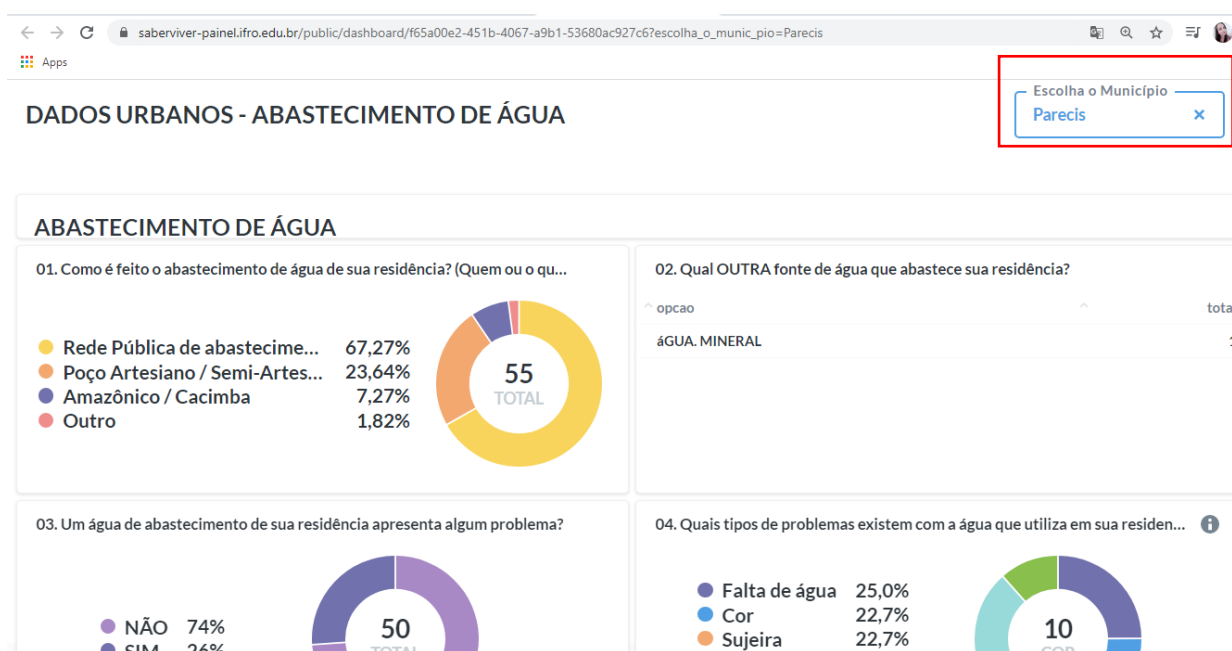 saberviver-painel.ifro.edu.br/public/dashboard/f65a00e2-451b-4067-a9b1-53680ac927c6?escolha_o_munic_pio=Parecis
Apps
Escolha o Município
Parecis
DADOS URBANOS - ABASTECIMENTO DE ÁGUA
ABASTECIMENTO DE ÁGUA
01. Como é feito o abastecimento de água de sua residência? (Quem ou o qu...
Rede Pública de abastecime... 67,27%
Poço Artesiano / Semi-Artes... 23,64%
Amazônico / Cacimba 7,27%
Outro 1,82%
55
TOTAL
02. Qual OUTRA fonte de água que abastece sua residência?
opcao tota
áGUA. MINERAL
03. Um água de abastecimento de sua residência apresenta algum problema?
NÃO 74%
SIM 26%
50
TOTAL
04. Quais tipos de problemas existem com a água que utiliza em sua residen...
Falta de água 25,0%
Cor 22,7%
Sujeira 22,7%
10
COR